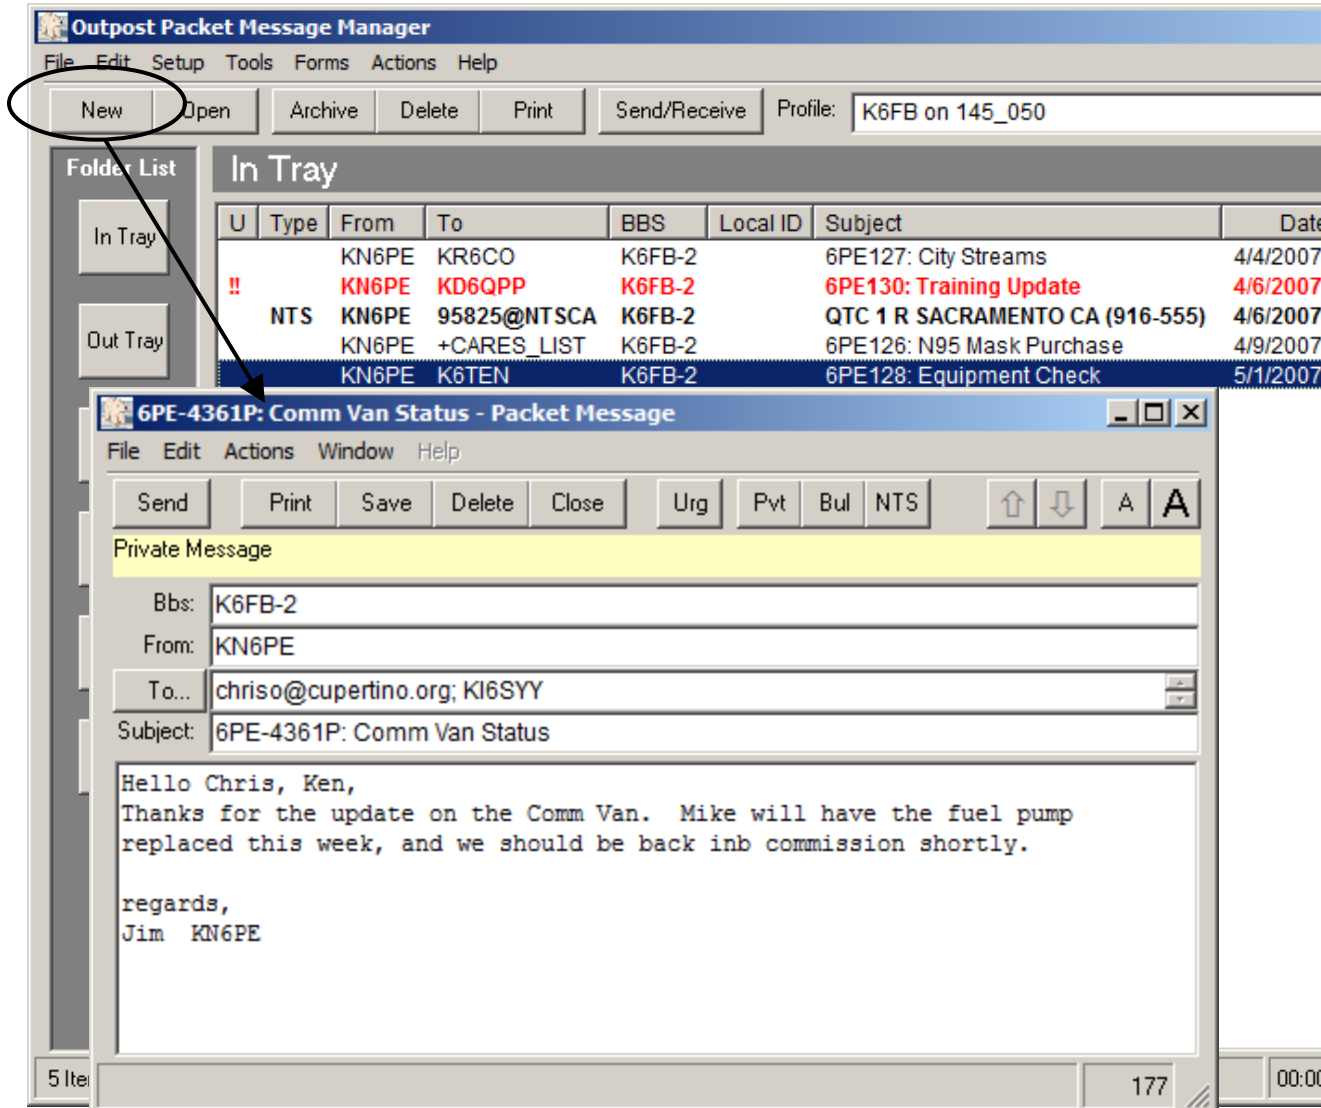 Outpost Packet Message Manager
File Edit Setup Tools Forms Actions Help
New Open Archive Delete Print Send/Receive Profile: K6FB on 145_050
Folder List In Tray
U Type From To BBS Local ID Subject Date
In Tray
KN6PE KR6CO K6FB-2 6PE127: City Streams 4/4/2007
!! KN6PE KD6QPP K6FB-2 6PE130: Training Update 4/6/2007
NTS KN6PE 95825@NTSCA K6FB-2 QTC 1 R SACRAMENTO CA (916-555) 4/6/2007
Out Tray
KN6PE +CARES_LIST K6FB-2 6PE126: N95 Mask Purchase 4/9/2007
KN6PE K6TEN K6FB-2 6PE128: Equipment Check 5/1/2007
6PE-4361P: Comm Van Status - Packet Message
File Edit Actions Window Help
Send Print Save Delete Close Urg Pvt Bul NTS A A
Private Message
Bbs: K6FB-2
From: KN6PE
To... chriso@cupertino.org; KI6SYY
Subject: 6PE-4361P: Comm Van Status
Hello Chris, Ken,
Thanks for the update on the Comm Van. Mike will have the fuel pump
replaced this week, and we should be back inb commission shortly.
regards,
Jim KN6PE
5 Ite 177 00:00